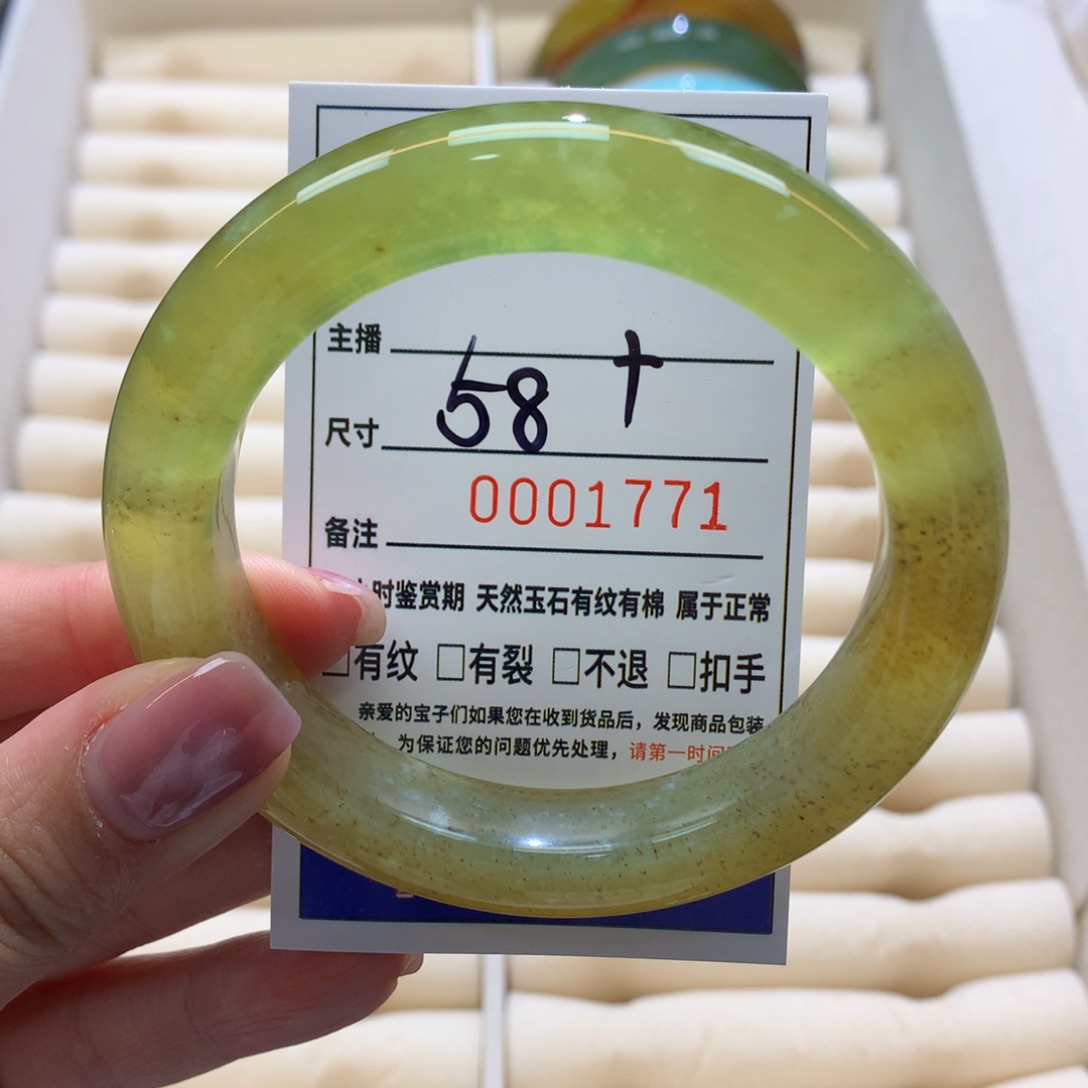 主播
尺寸 58 +
0001771
备注
时鉴赏期 天然玉石有纹有棉 属于正常
□有纹 □有裂 □不退 □扣手
亲爱的宝子们如果您在收到货品后，发现商品包装
为保证您的问题优先处理，请第一时间